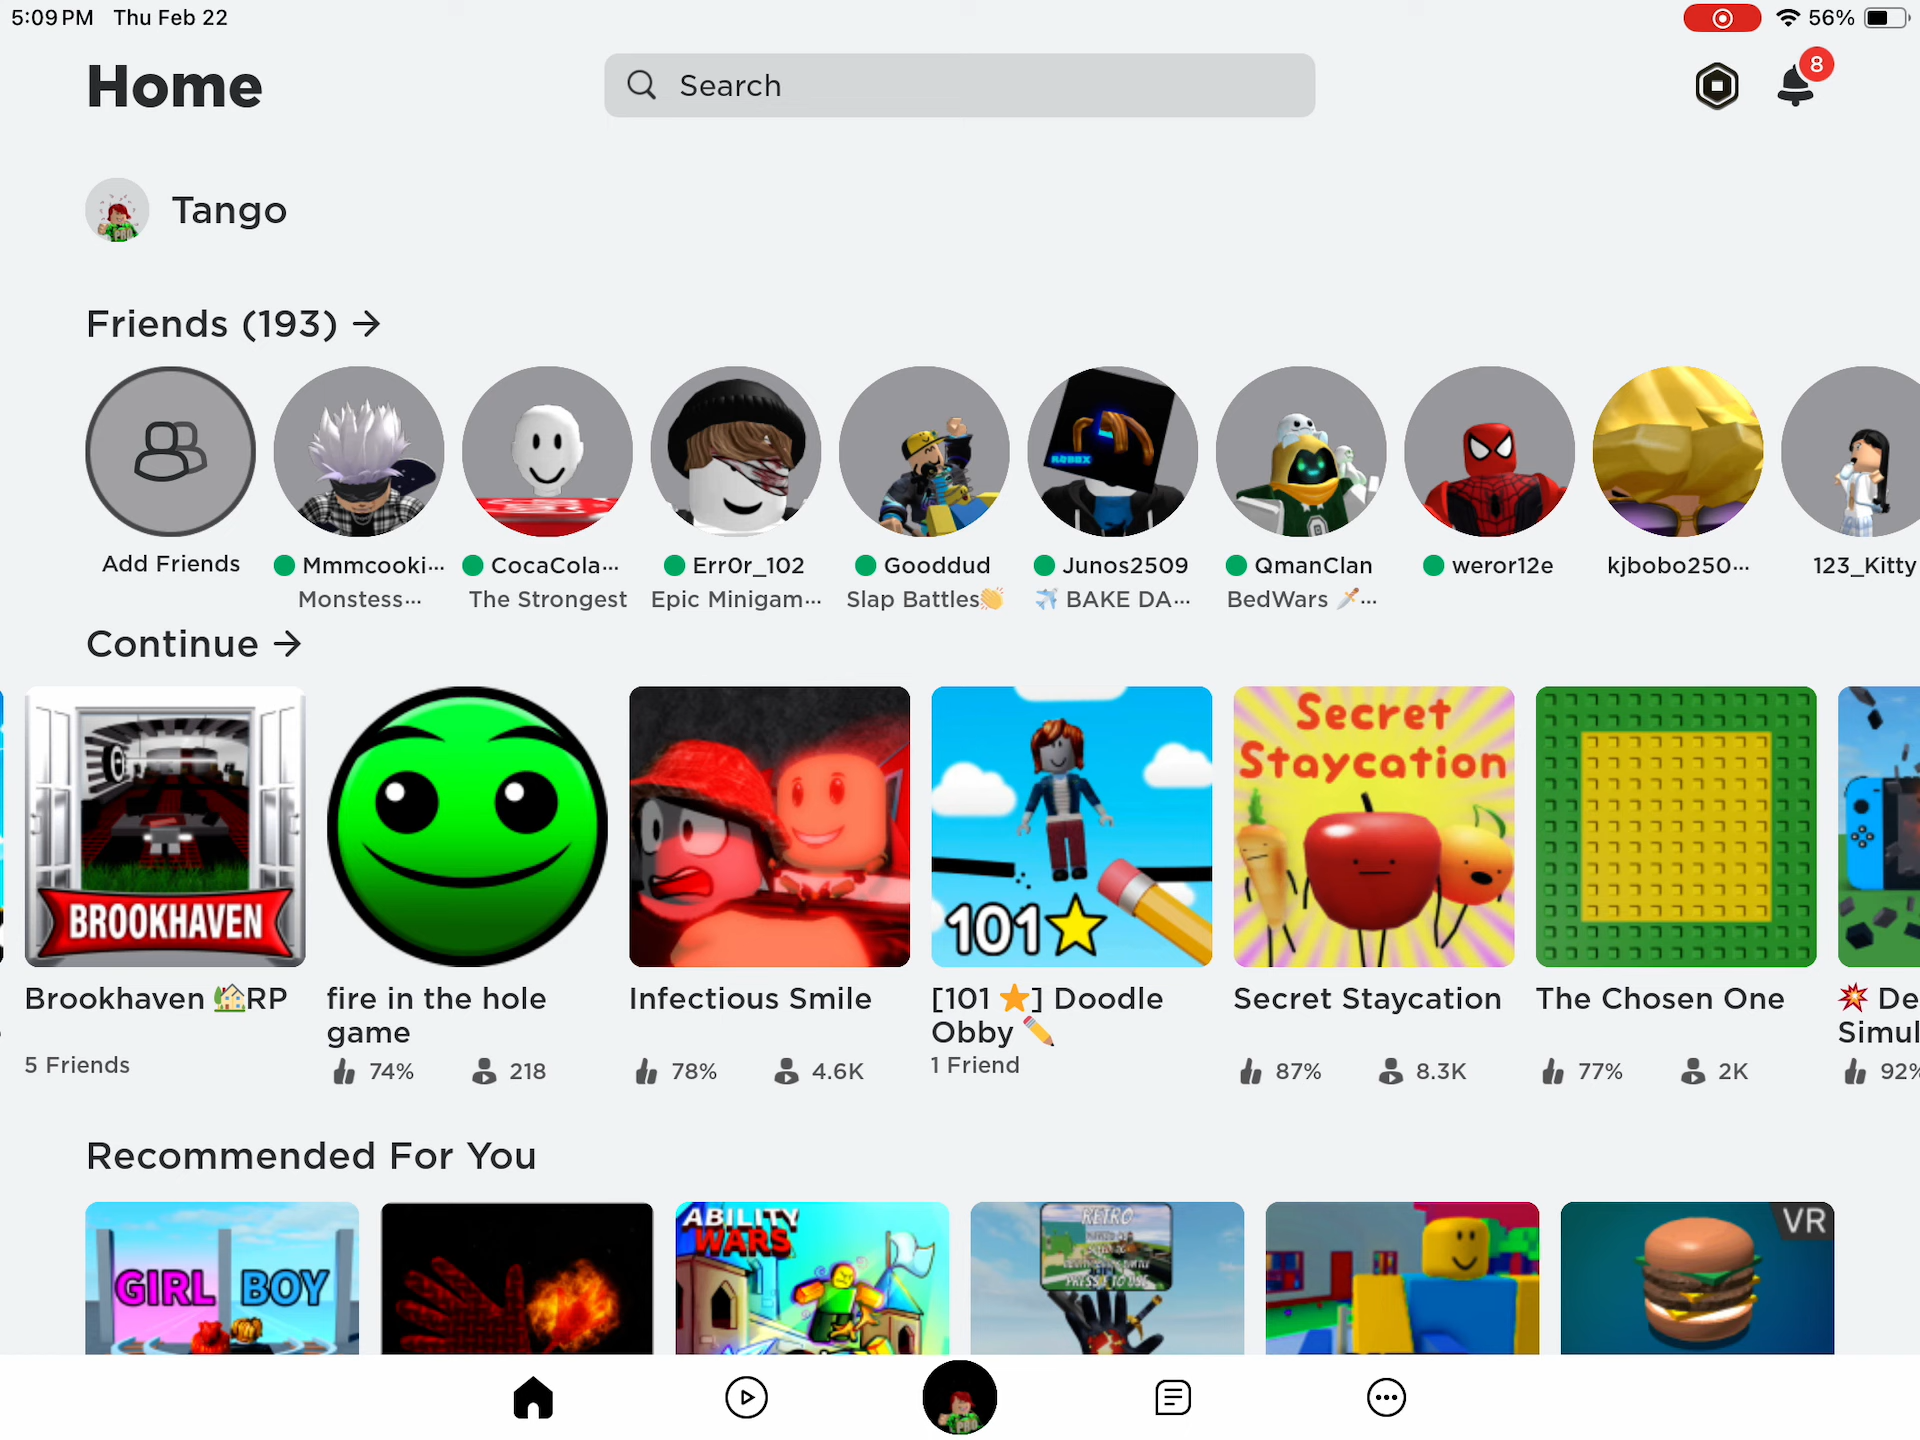 5:09 PM Thu Feb 22
56%
Home
Search
8
Tango
Friends (193) →
Add Friends
Mmmcooki...
Monstess...
CocaCola...
The Strongest
Err0r_102
Epic Minigam...
Gooddud
Slap Battles👏
Junos2509
✈️ BAKE DA...
QmanClan
BedWars 🗡️...
weror12e
kjbobo250...
123_Kitty
ROBOX
Continue →
BROOKHAVEN
Brookhaven 🏡RP
5 Friends
fire in the hole
game
74% 218
Infectious Smile
78% 4.6K
101⭐
[101 ⭐] Doodle
Obby ✏️
1 Friend
Secret
Staycation
Secret Staycation
87% 8.3K
The Chosen One
77% 2K
💥 De
Simul
92%
Recommended For You
GIRL BOY
ABILITY
WARS
RETRO
VR